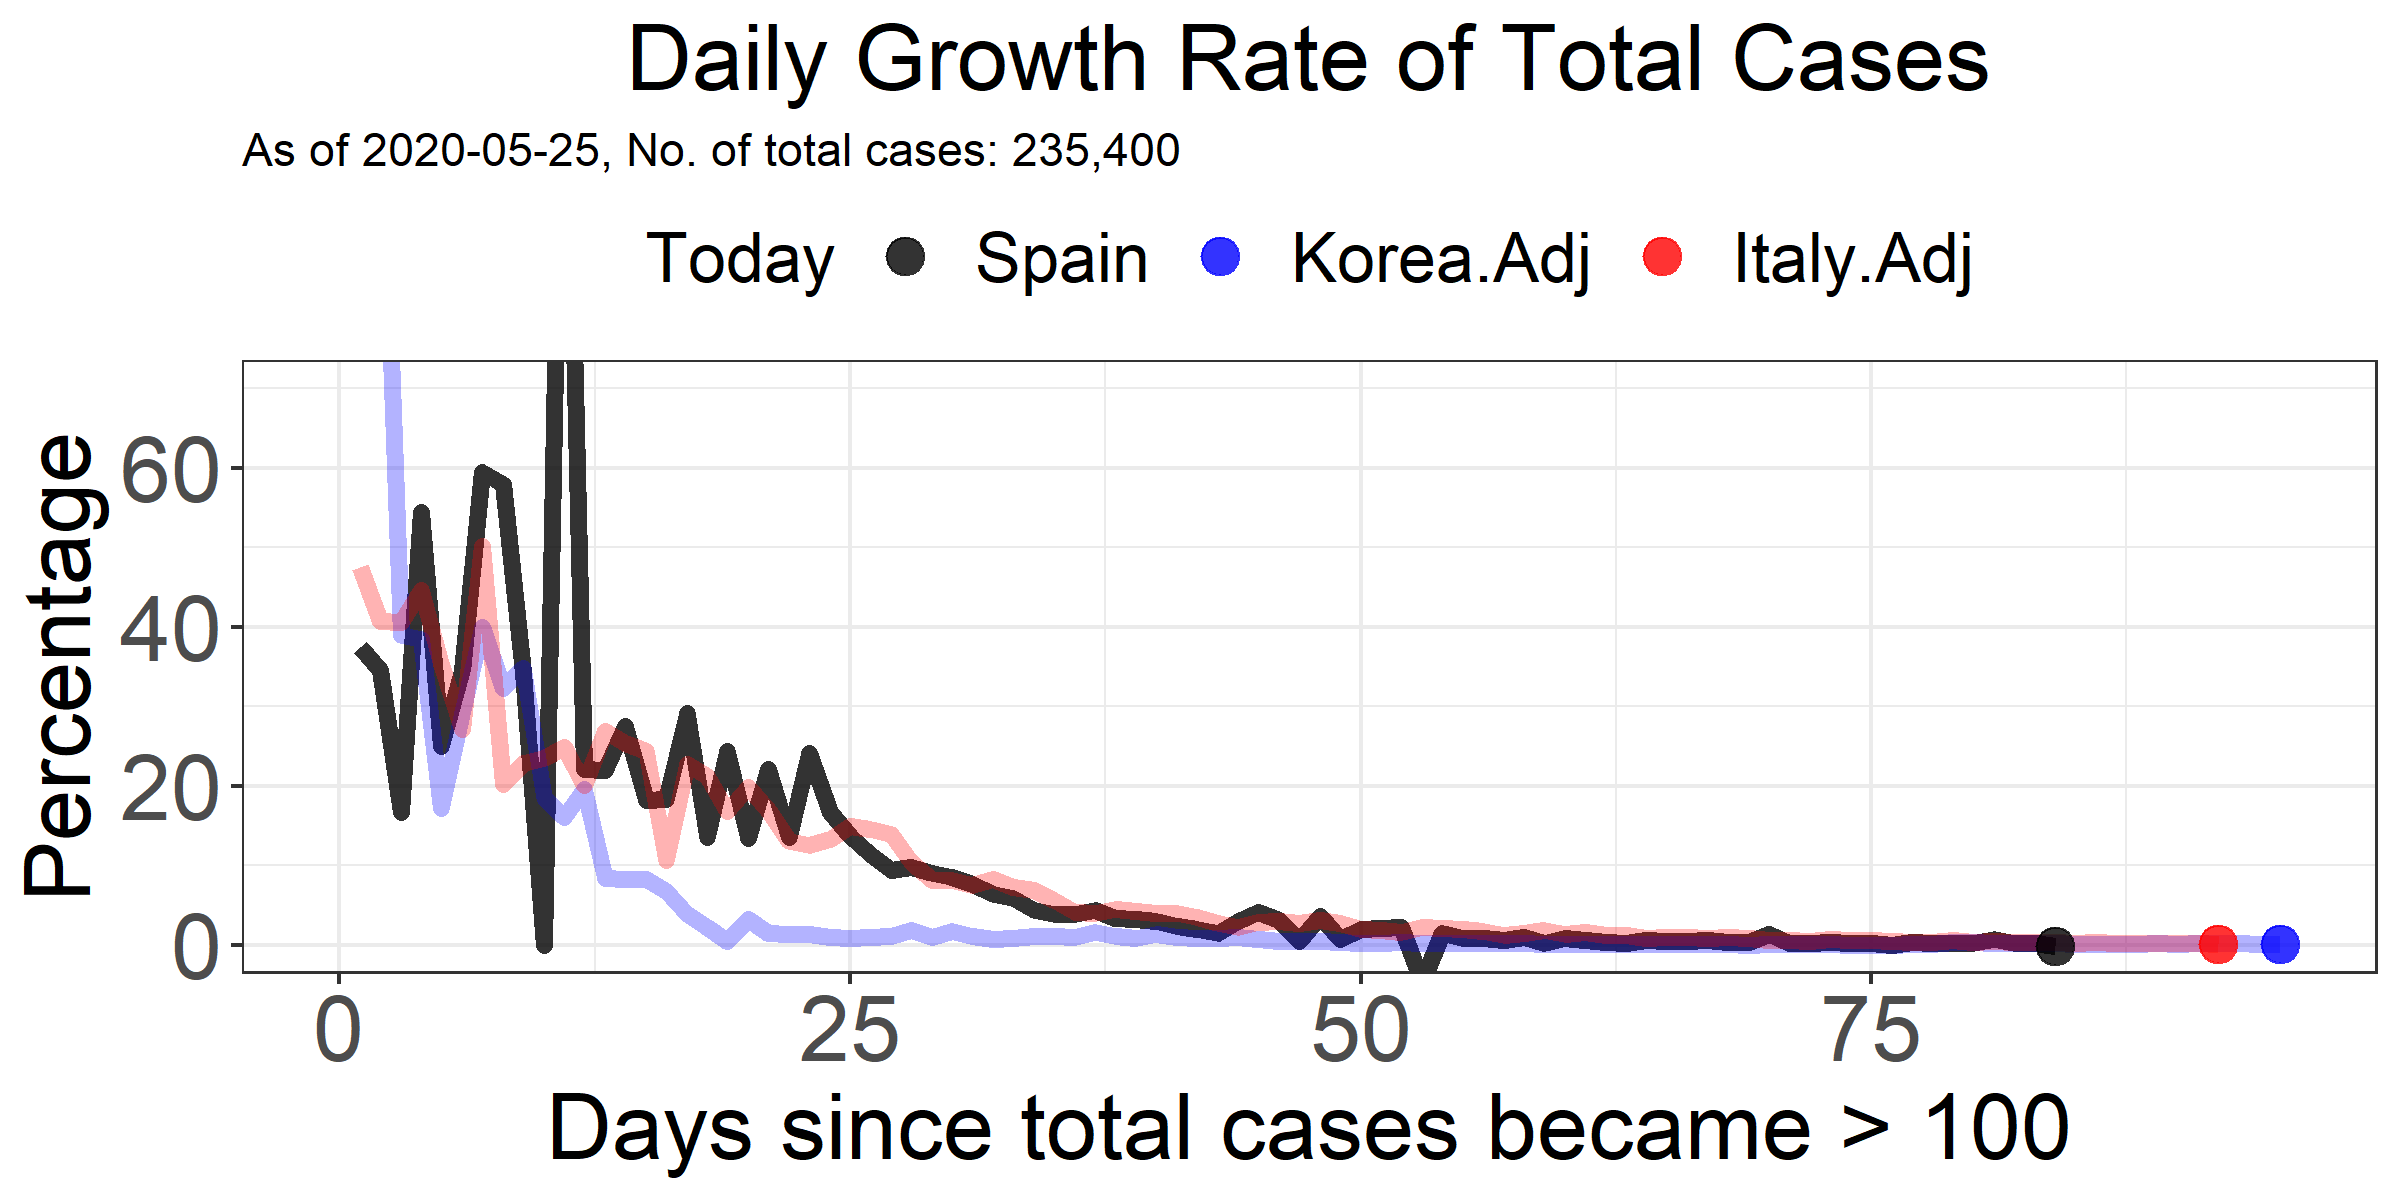 Daily Growth Rate of Total Cases
As of 2020-05-25, No. of total cases: 235,400
Today Spain Korea.Adj Italy.Adj
Percentage
60
40
20
0
0 25 50 75
Days since total cases became > 100